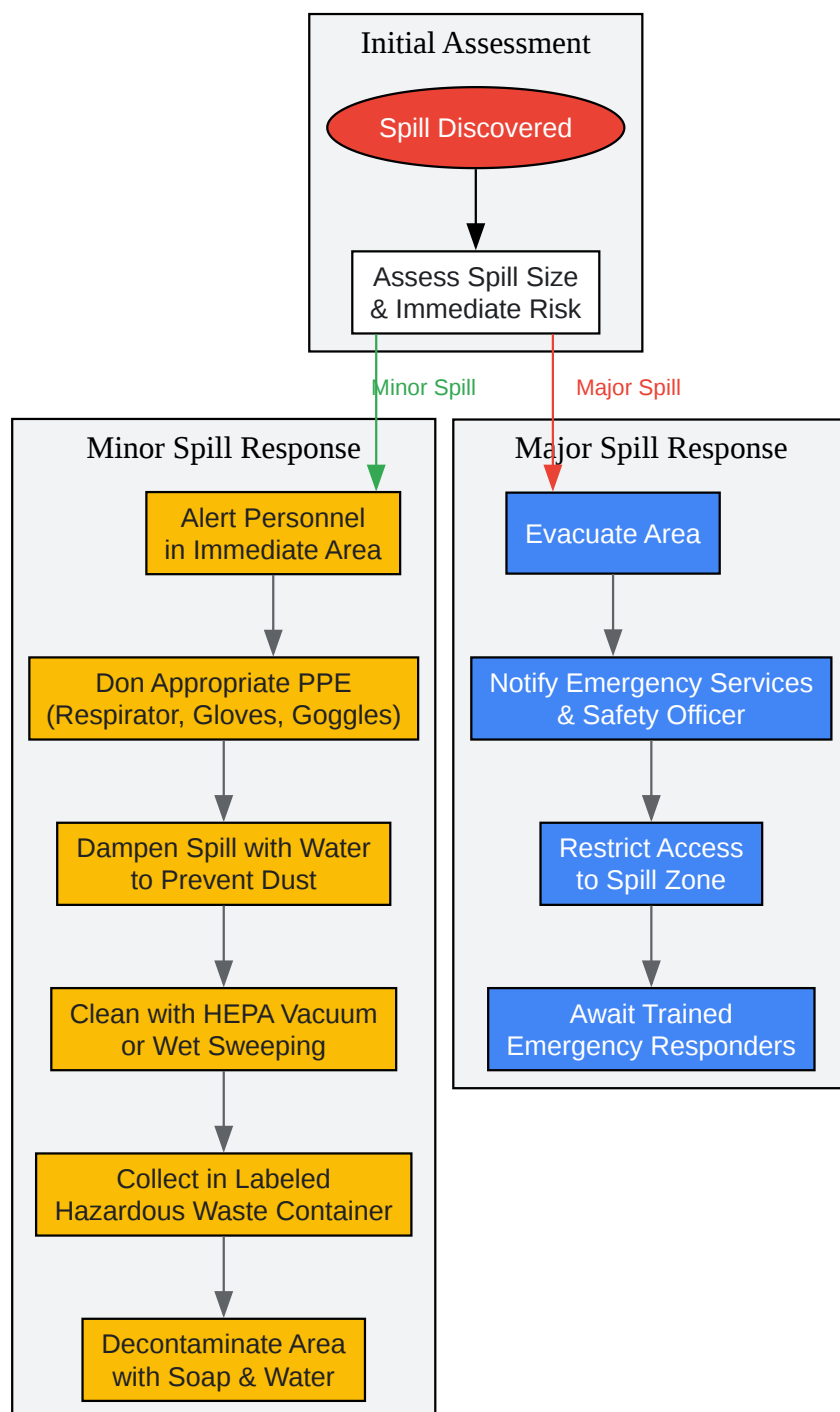 Initial Assessment
Spill Discovered
Assess Spill Size
& Immediate Risk
Minor Spill
Major Spill
Minor Spill Response
Alert Personnel
in Immediate Area
Don Appropriate PPE
(Respirator, Gloves, Goggles)
Dampen Spill with Water
to Prevent Dust
Clean with HEPA Vacuum
or Wet Sweeping
Collect in Labeled
Hazardous Waste Container
Decontaminate Area
with Soap & Water
Major Spill Response
Evacuate Area
Notify Emergency Services
& Safety Officer
Restrict Access
to Spill Zone
Await Trained
Emergency Responders